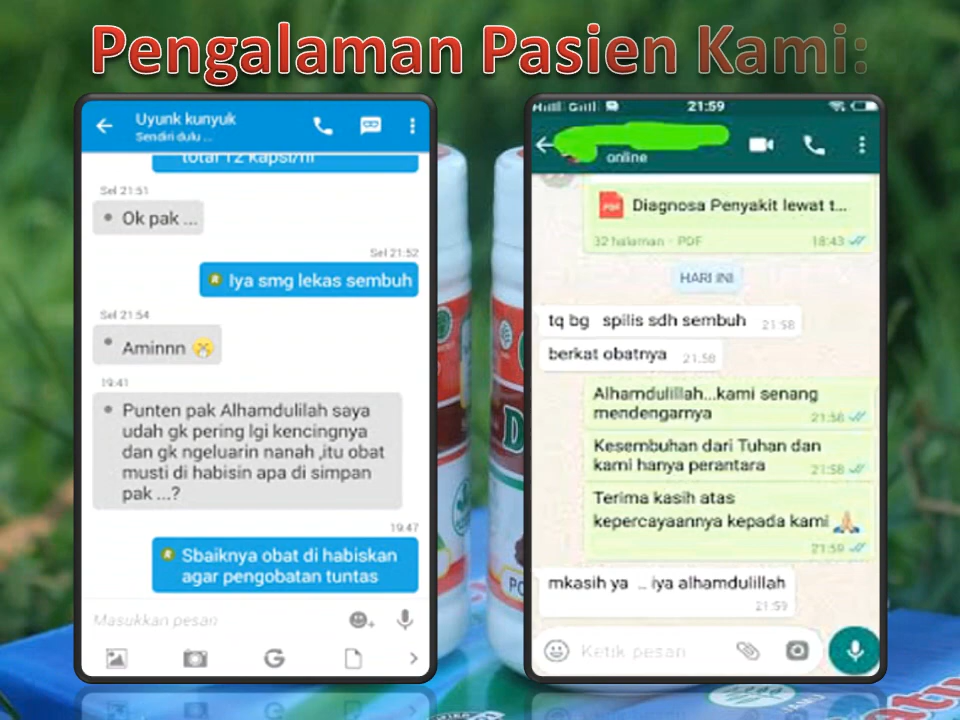 Pengalaman Pasien Kami:
Uyunk kunyuk
Sendiri dulu ...
total 12 kapsl/hr
Sel 21:51
Ok pak ...
Sel 21:52
Iya smg lekas sembuh
Sel 21:54
Aminnn
19:41
Punten pak Alhamdulilah saya
udah gk pering lgi kencingnya
dan gk ngeluarin nanah ,itu obat
musti di habisin apa di simpan
pak ...?
19:47
Sbaiknya obat di habiskan
agar pengobatan tuntas
Masukkan pesan
21:59
online
PDF
Diagnosa Penyakit lewat t...
32 halaman · PDF
18:43
HARI INI
tq bg spilis sdh sembuh
21:58
berkat obatnya
21:58
Alhamdulillah...kami senang
mendengarnya
21:58
Kesembuhan dari Tuhan dan
kami hanya perantara
21:58
Terima kasih atas
kepercayaannya kepada kami
21:59
mkasih ya ... iya alhamdulillah
21:59
Ketik pesan